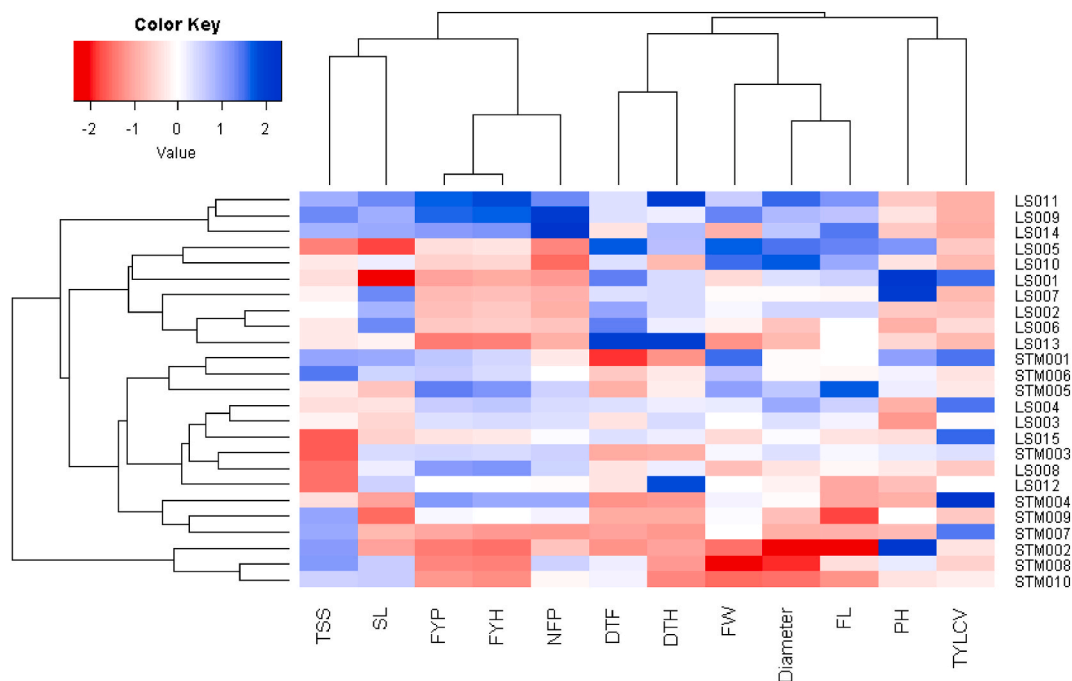 Color Key
-2 -1 0 1 2
Value
LS011
LS009
LS014
LS005
LS010
LS001
LS007
LS002
LS006
LS013
STM001
STM006
STM005
LS004
LS003
LS015
STM003
LS008
LS012
STM004
STM009
STM007
STM002
STM008
STM010
TSS
SL
FYP
FYH
NFP
DTF
DTH
FW
Diameter
FL
PH
TYLCV